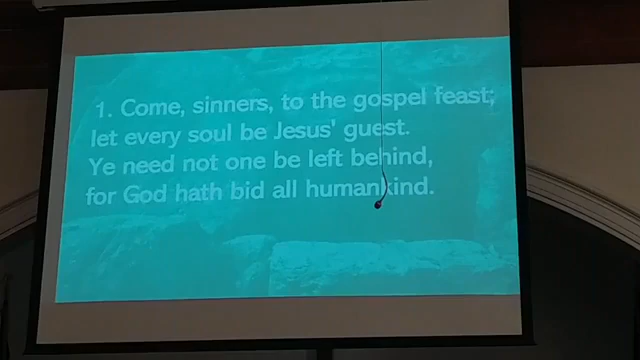 1. Come, sinners, to the gospel feast;
let every soul be Jesus' guest.
Ye need not one be left behind,
for God hath bid all humankind.